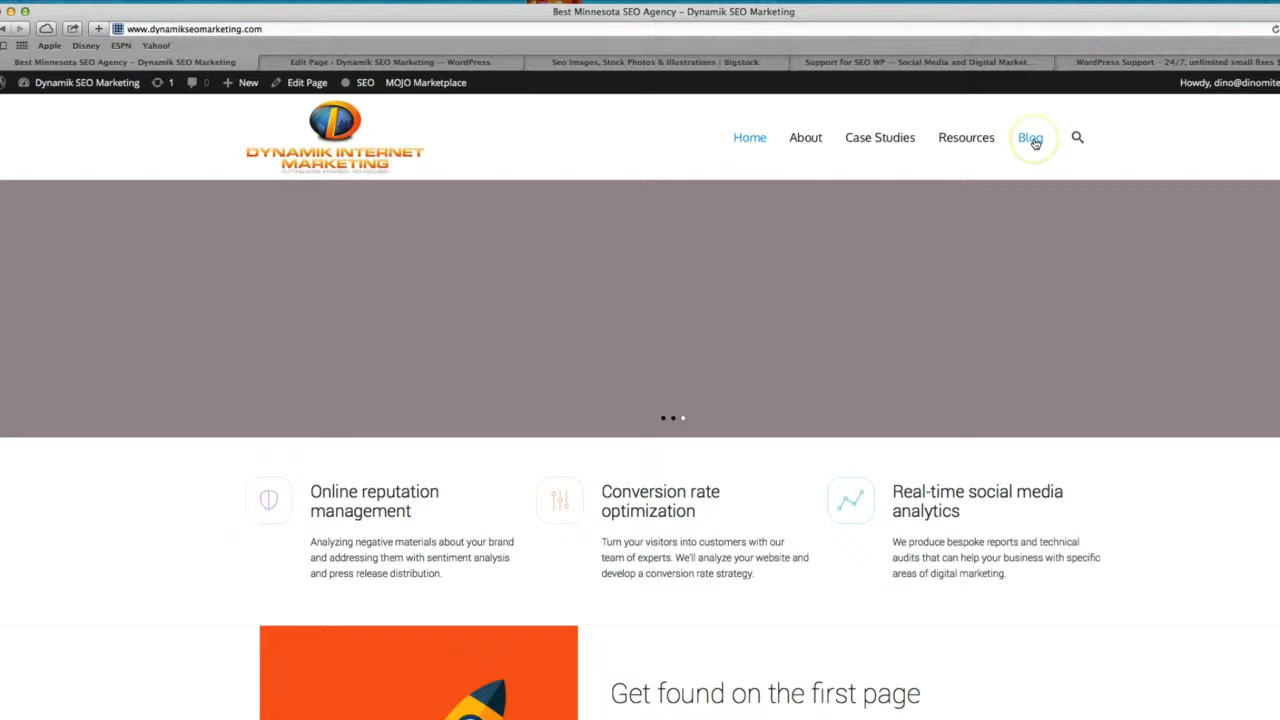 Best Minnesota SEO Agency – Dynamik SEO Marketing
www.dynamikseomarketing.com
Apple Disney ESPN Yahoo!
Best Minnesota SEO Agency – Dynamik SEO Marketing Edit Page ‹ Dynamik SEO Marketing — WordPress Seo Images, Stock Photos & Illustrations | Bigstock Support for SEO WP — Social Media and Digital Market... WordPress Support – 24/7, unlimited small fixes $
Dynamik SEO Marketing 1 0 New Edit Page SEO MOJO Marketplace Howdy, dino@dinomite
DYNAMIK INTERNET
MARKETING
Home About Case Studies Resources Blog
Online reputation
management
Analyzing negative materials about your brand
and addressing them with sentiment analysis
and press release distribution.
Conversion rate
optimization
Turn your visitors into customers with our
team of experts. We'll analyze your website and
develop a conversion rate strategy.
Real-time social media
analytics
We produce bespoke reports and technical
audits that can help your business with specific
areas of digital marketing.
Get found on the first page